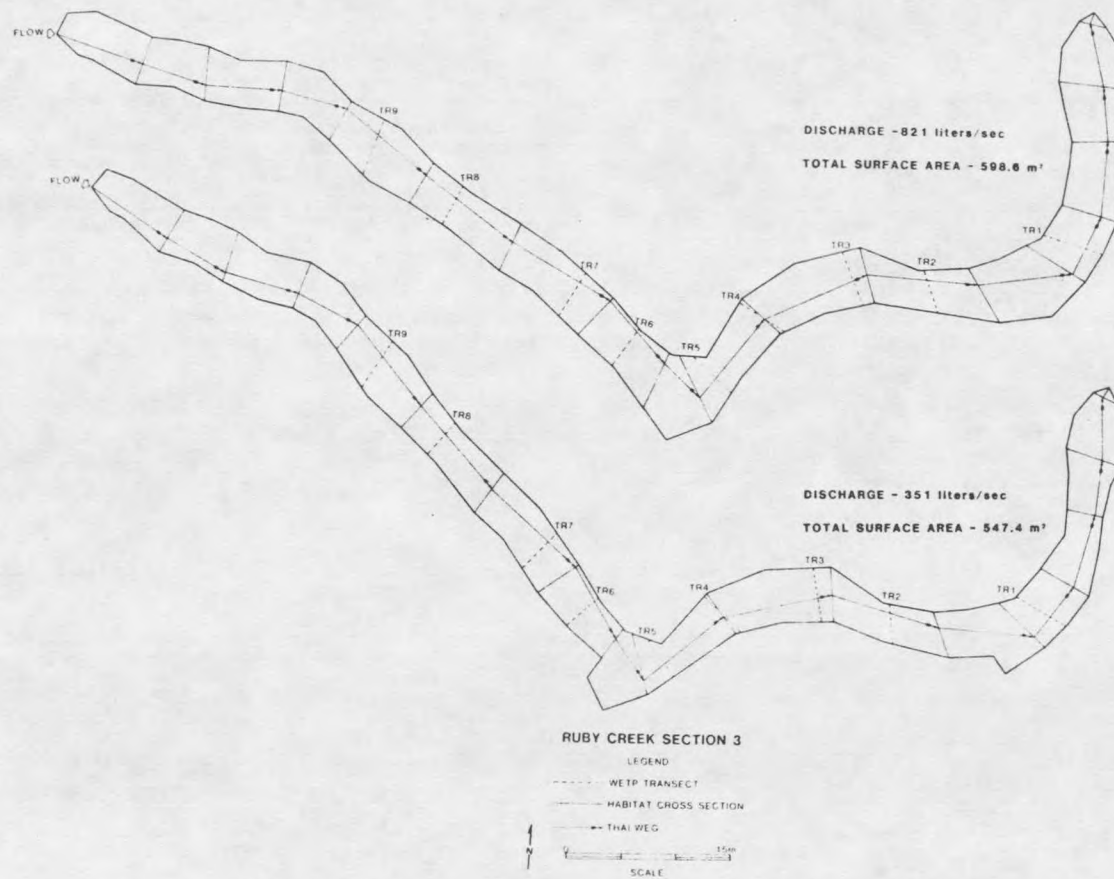 FLOW
TR9
TR8
TR7
TR6
TR5
TR4
TR3
TR2
TR1
DISCHARGE - 821 liters/sec
TOTAL SURFACE AREA - 598.6 m²
FLOW
TR9
TR8
TR7
TR6
TR5
TR4
TR3
TR2
TR1
DISCHARGE - 351 liters/sec
TOTAL SURFACE AREA - 547.4 m²
RUBY CREEK SECTION 3
LEGEND
WETP TRANSECT
HABITAT CROSS SECTION
THALWEG
N
0 15m
SCALE